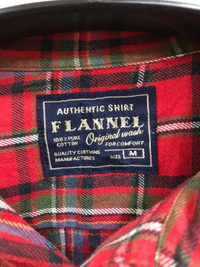 AUTHENTIC SHIRT
FLANNEL
100% PURE
COTTON
Original wash
FOR COMFORT
QUALITY CLOTHING
MANUFACTURES
SIZE M